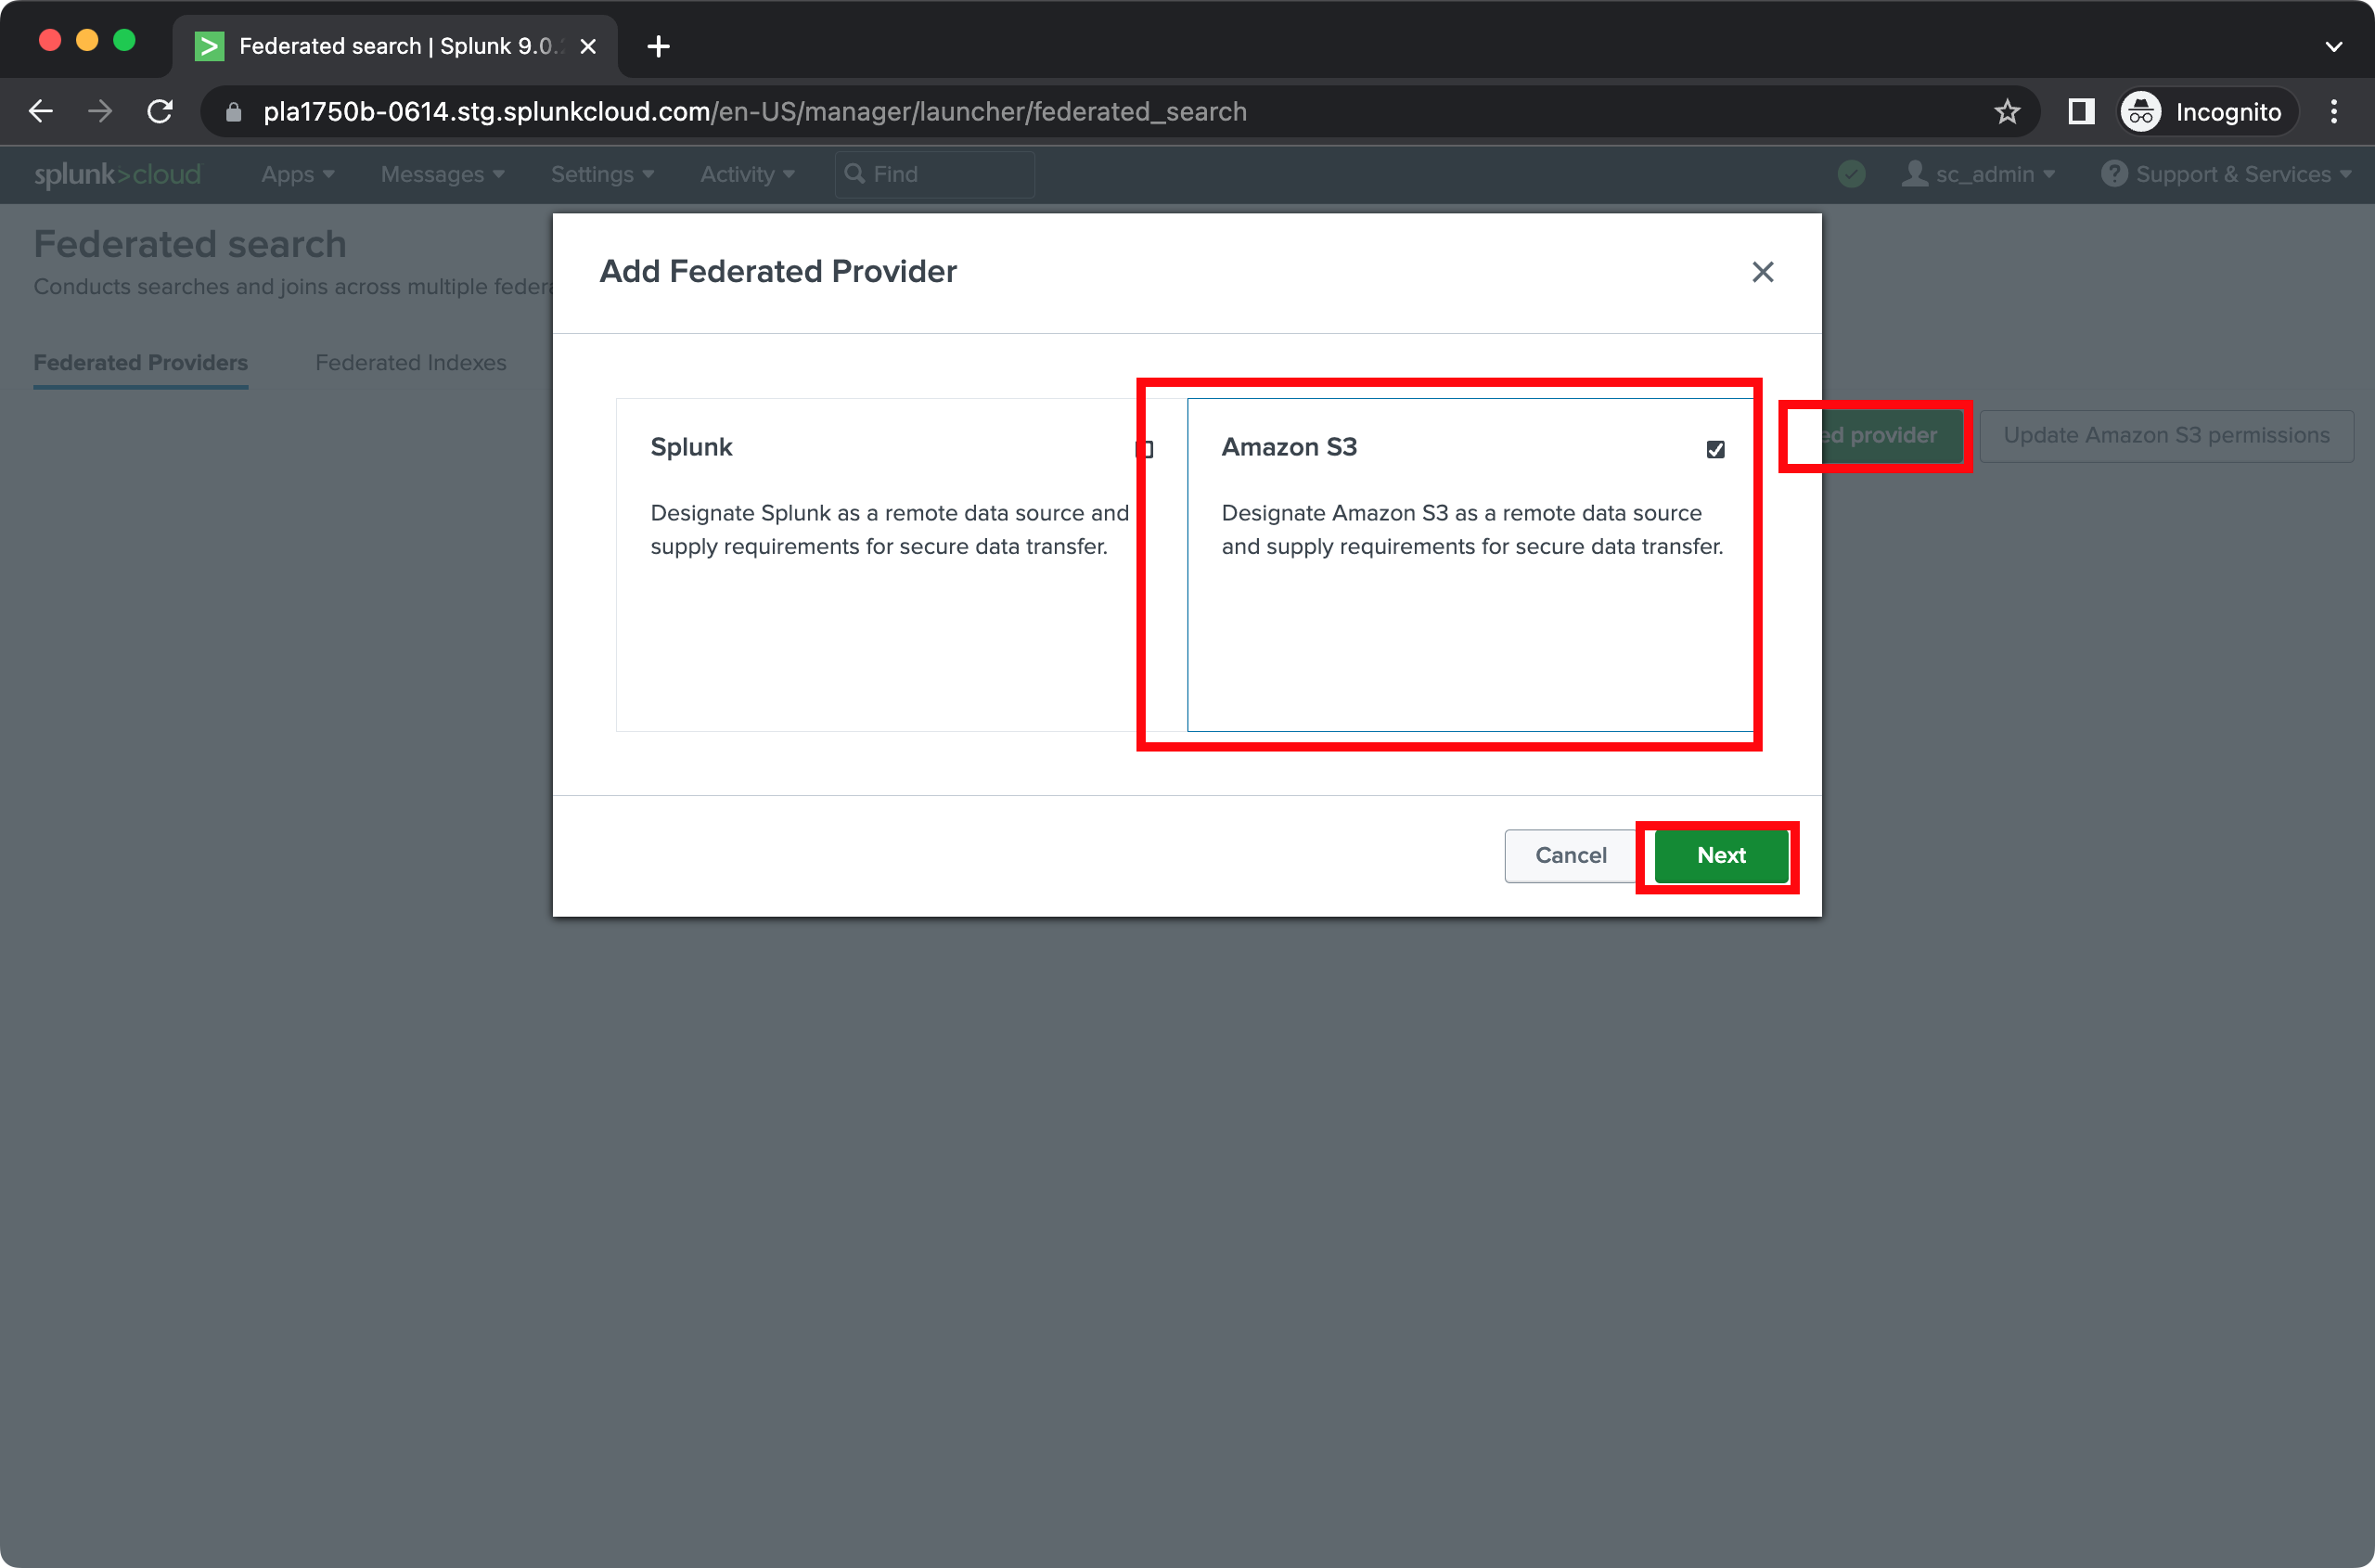 Federated search | Splunk 9.0.
pla1750b-0614.stg.splunkcloud.com/en-US/manager/launcher/federated_search
Incognito
splunk>cloud
Apps
Messages
Settings
Activity
Find
sc_admin
Support & Services
Federated search
Conducts searches and joins across multiple federa
Federated Providers
Federated Indexes
ed provider
Update Amazon S3 permissions
Add Federated Provider
Splunk
Designate Splunk as a remote data source and
supply requirements for secure data transfer.
Amazon S3
Designate Amazon S3 as a remote data source
and supply requirements for secure data transfer.
Cancel
Next